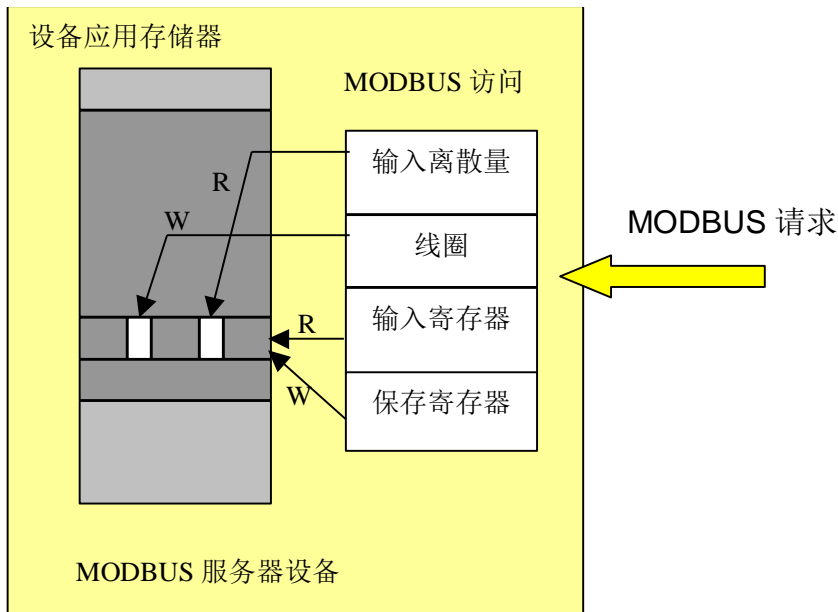 设备应用存储器
MODBUS 访问
输入离散量
R
W
线圈
MODBUS 请求
输入寄存器
R
保存寄存器
W
MODBUS 服务器设备